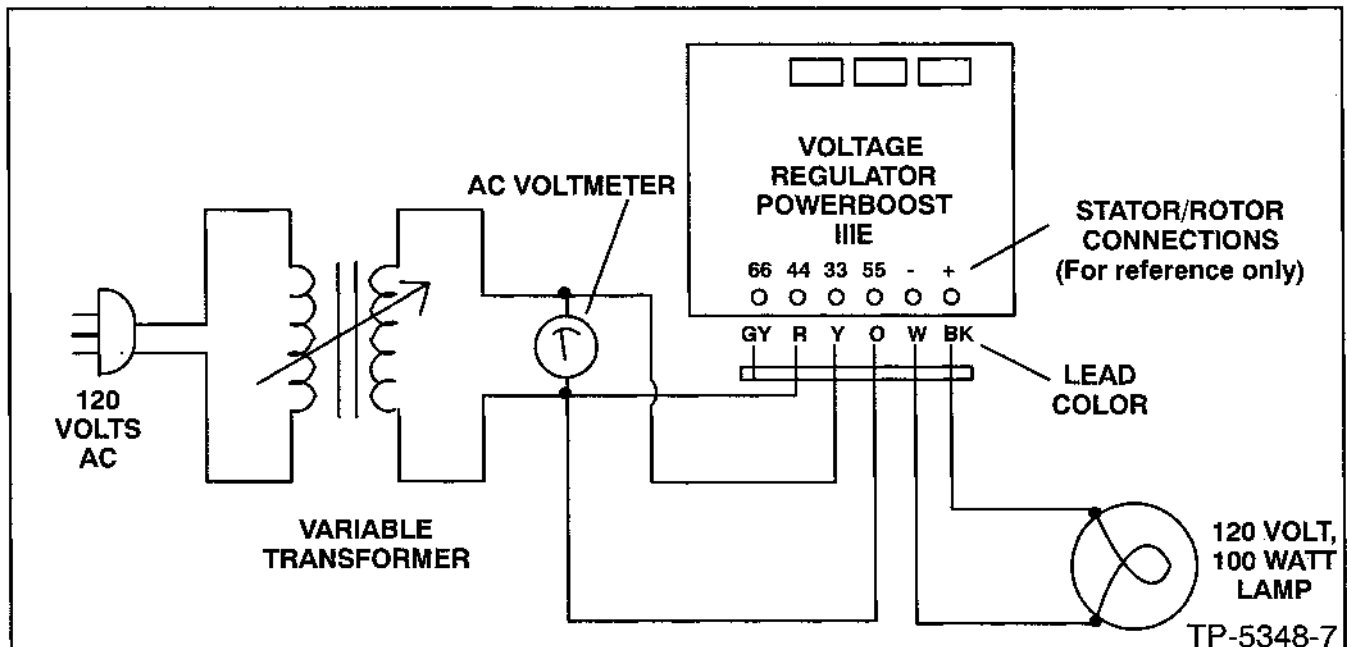 VOLTAGE
REGULATOR
POWERBOOST
IIIE
AC VOLTMETER
STATOR/ROTOR
CONNECTIONS
(For reference only)
66 44 33 55 - +
GY R Y O W BK
LEAD
COLOR
120
VOLTS
AC
VARIABLE
TRANSFORMER
120 VOLT,
100 WATT
LAMP
TP-5348-7